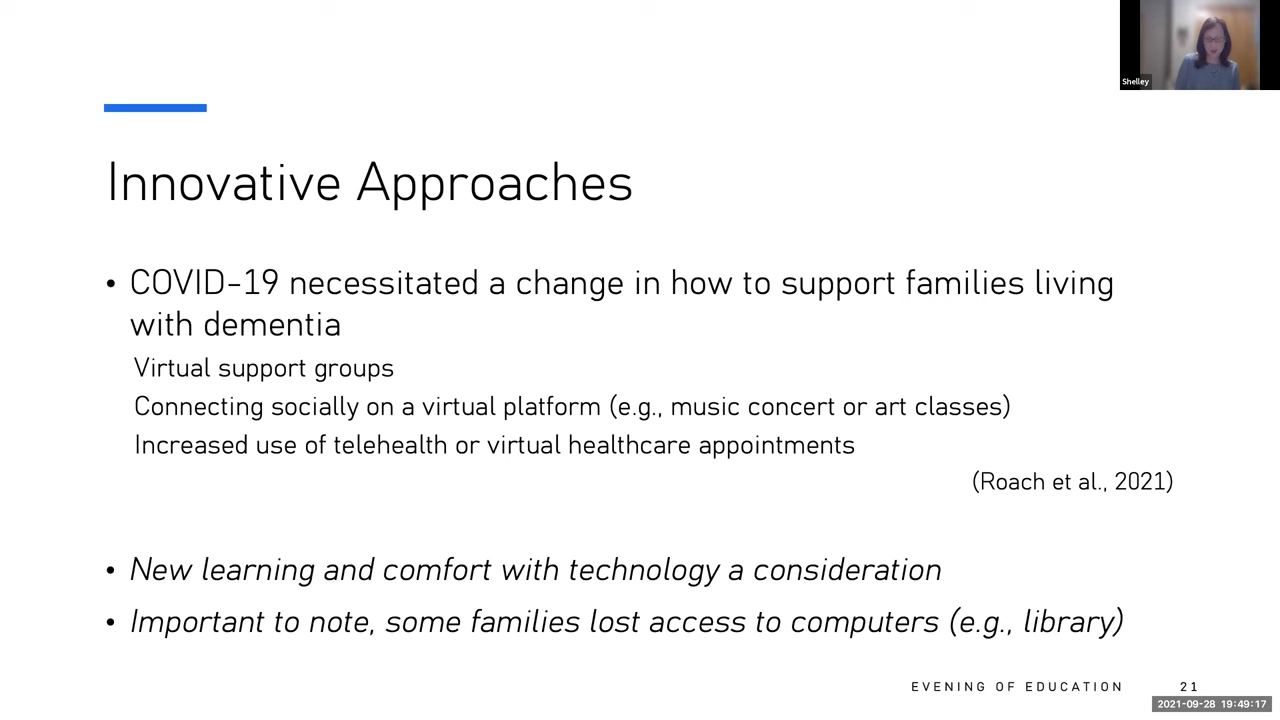 Shelley
Innovative Approaches
• COVID-19 necessitated a change in how to support families living
with dementia
Virtual support groups
Connecting socially on a virtual platform (e.g., music concert or art classes)
Increased use of telehealth or virtual healthcare appointments
(Roach et al., 2021)
• New learning and comfort with technology a consideration
• Important to note, some families lost access to computers (e.g., library)
EVENING OF EDUCATION 21
2021-09-28 19:49:17